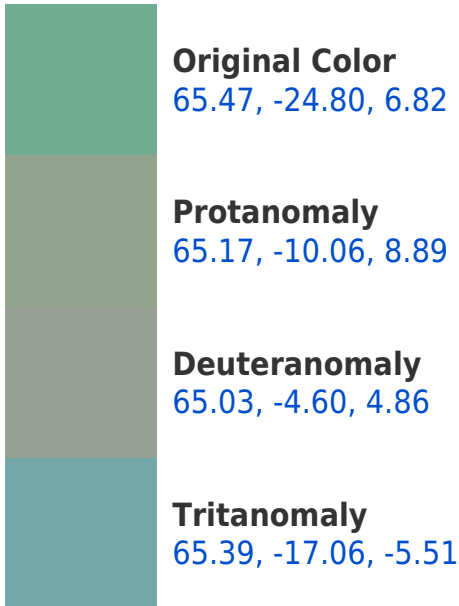 Original Color
65.47, -24.80, 6.82
Protanomaly
65.17, -10.06, 8.89
Deuteranomaly
65.03, -4.60, 4.86
Tritanomaly
65.39, -17.06, -5.51